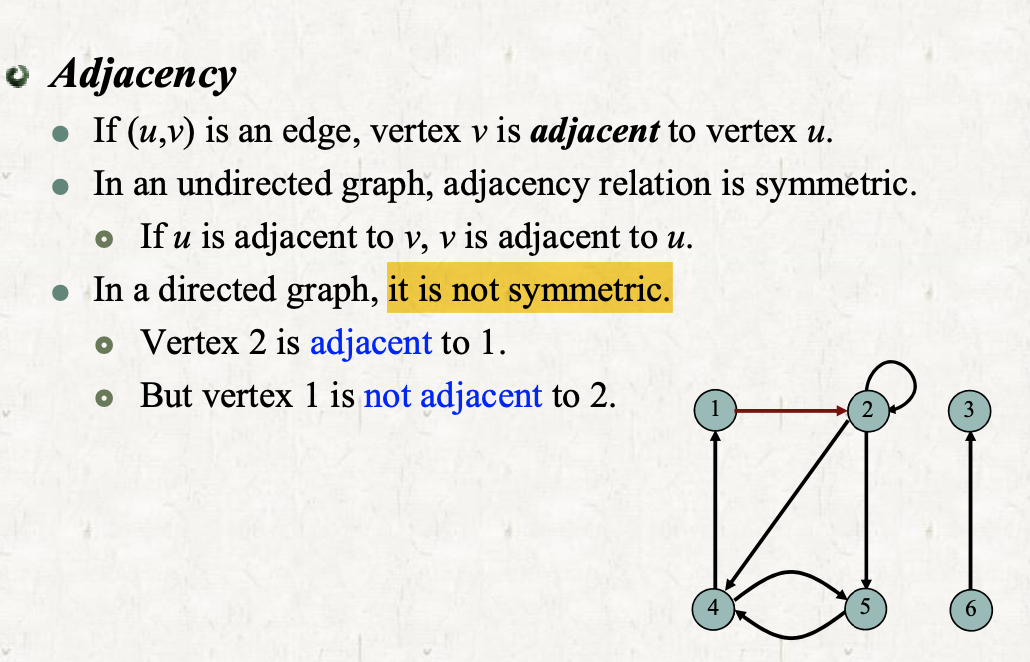 Adjacency
If (u,v) is an edge, vertex v is adjacent to vertex u.
In an undirected graph, adjacency relation is symmetric.
If u is adjacent to v, v is adjacent to u.
In a directed graph, it is not symmetric.
Vertex 2 is adjacent to 1.
But vertex 1 is not adjacent to 2.
1 2 3
4 5 6